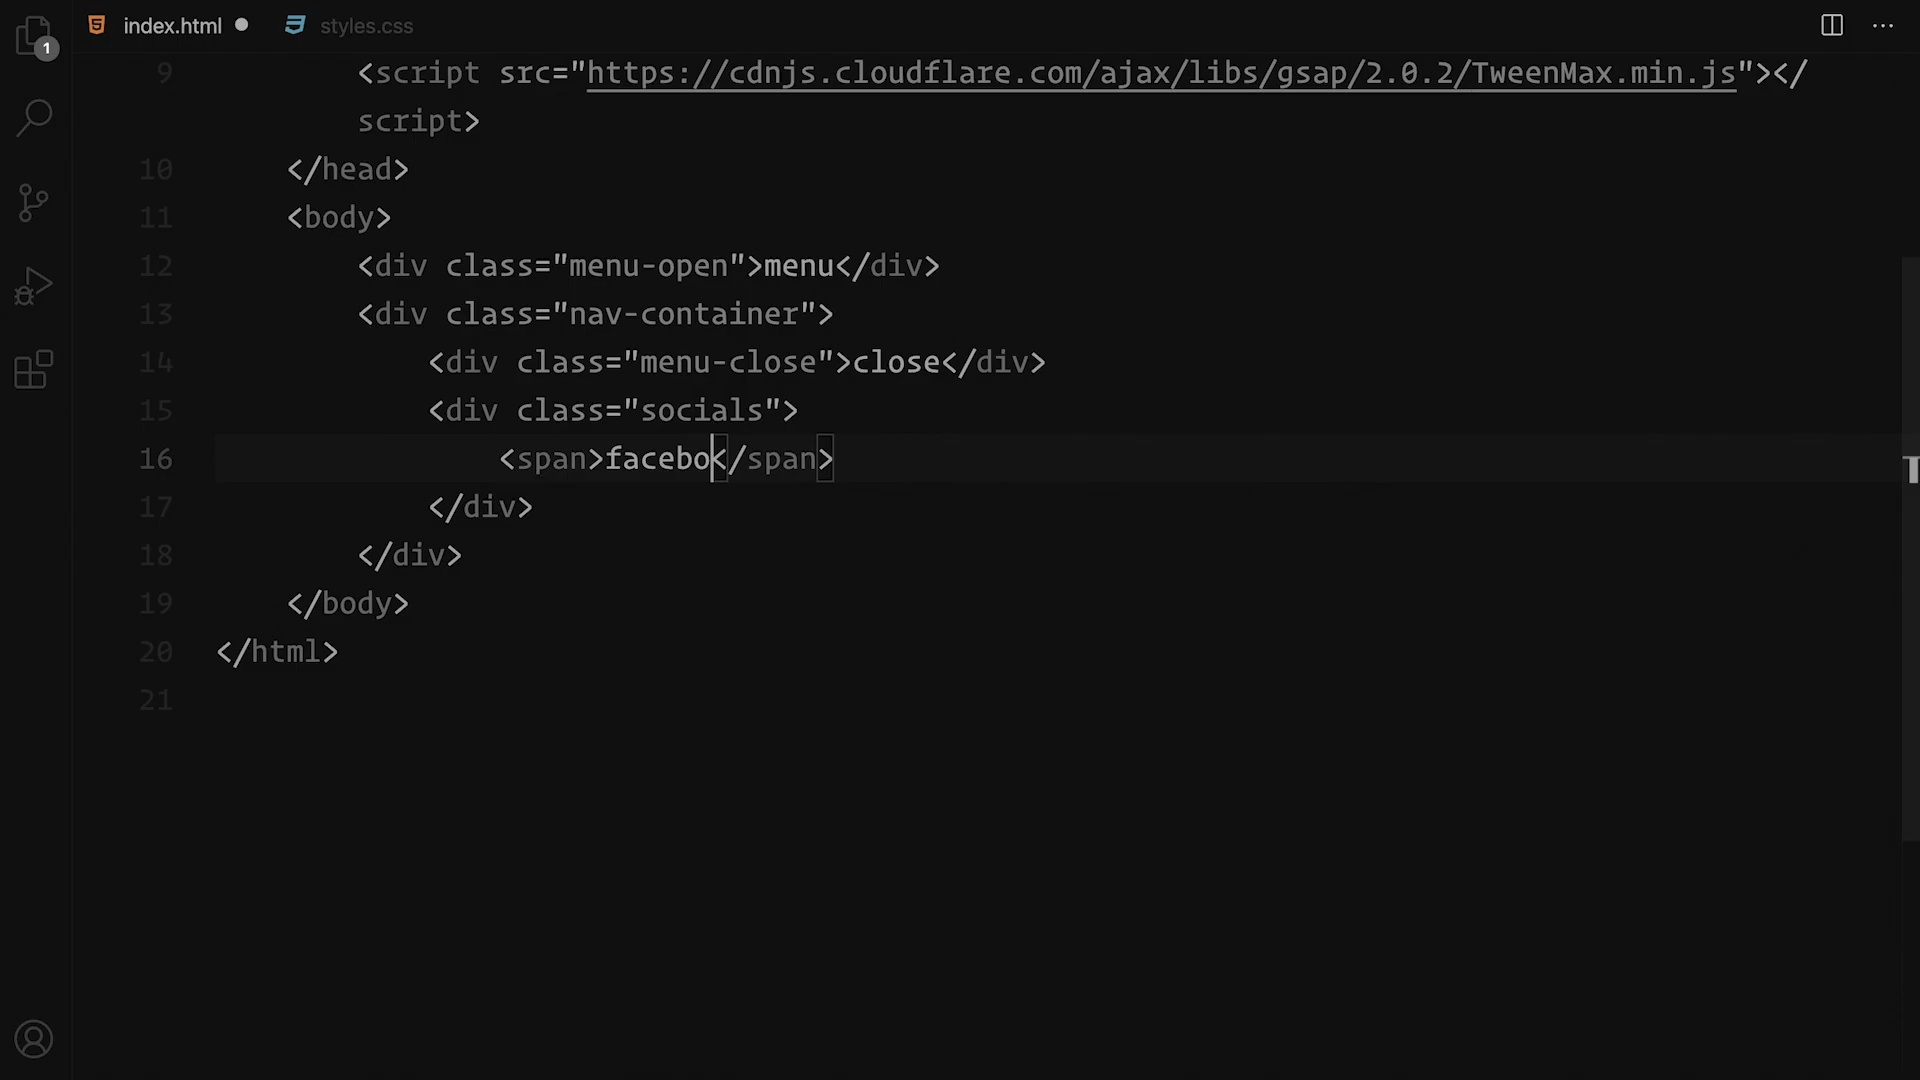 1
index.html
styles.css
9 <script src="https://cdnjs.cloudflare.com/ajax/libs/gsap/2.0.2/TweenMax.min.js"></
script>
10 </head>
11 <body>
12 <div class="menu-open">menu</div>
13 <div class="nav-container">
14 <div class="menu-close">close</div>
15 <div class="socials">
16 <span>facebo</span>
17 </div>
18 </div>
19 </body>
20 </html>
21